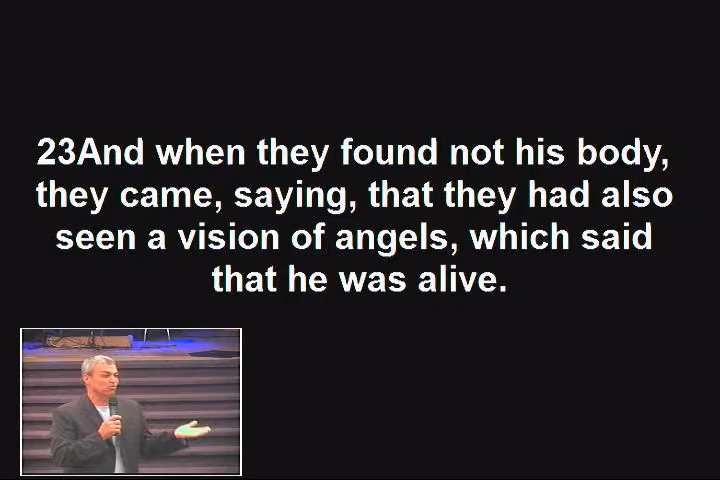 23And when they found not his body,
they came, saying, that they had also
seen a vision of angels, which said
that he was alive.